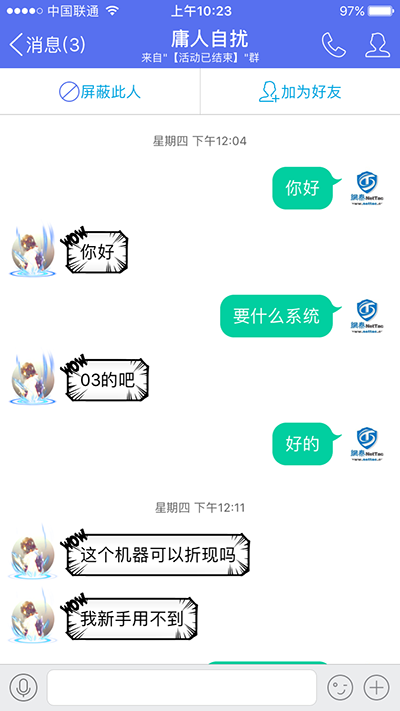 中国联通
上午10:23
97%
消息(3)
庸人自扰
来自"【活动已结束】"群
屏蔽此人
加为好友
星期四 下午12:04
你好
WOW
你好
要什么系统
WOW
03的吧
好的
星期四 下午12:11
WOW
这个机器可以折现吗
WOW
我新手用不到